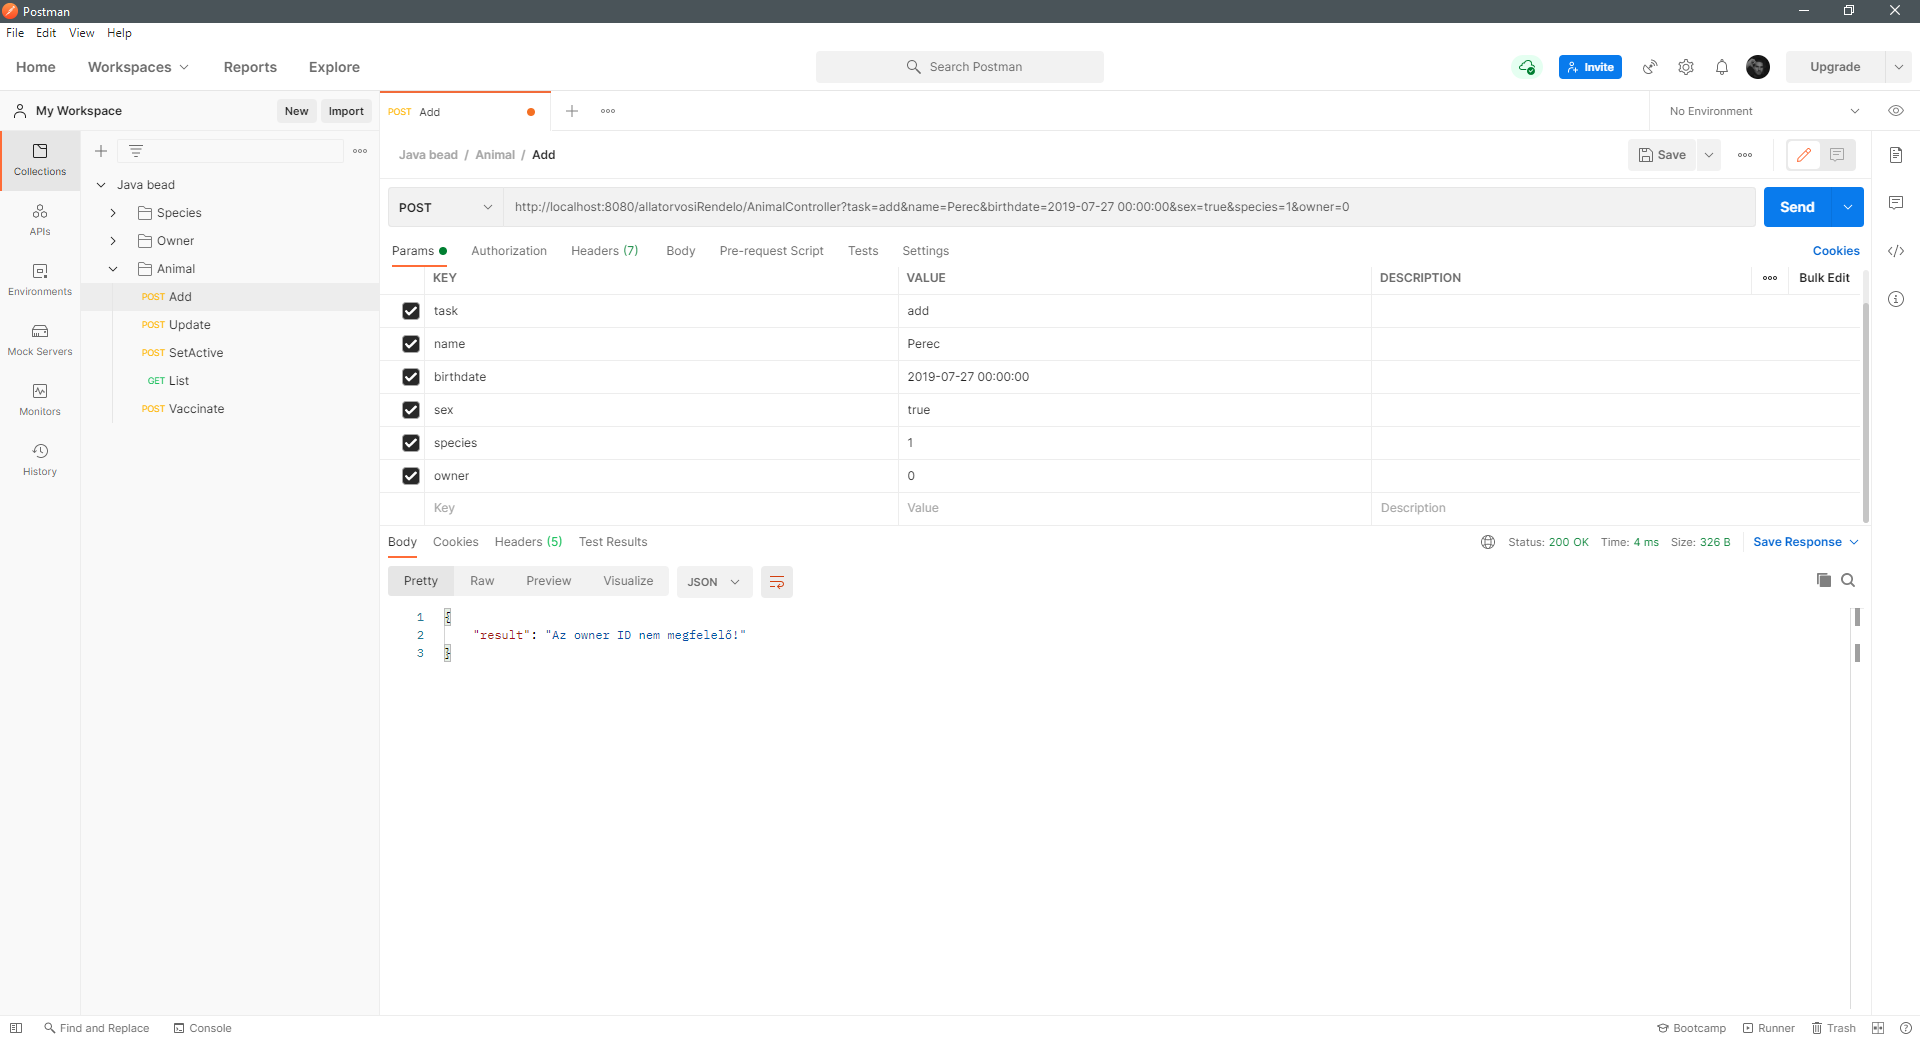 Postman
File Edit View Help
Home Workspaces Reports Explore
Search Postman
Invite
Upgrade
My Workspace
New Import
POST Add
No Environment
Collections
APIs
Environments
Mock Servers
Monitors
History
Java bead
Species
Owner
Animal
POST Add
POST Update
POST SetActive
GET List
POST Vaccinate
Java bead / Animal / Add
Save
POST
http://localhost:8080/allatorvosiRendelo/AnimalController?task=add&name=Perec&birthdate=2019-07-27 00:00:00&sex=true&species=1&owner=0
Send
Params Authorization Headers (7) Body Pre-request Script Tests Settings
Cookies
KEY VALUE DESCRIPTION Bulk Edit
task add
name Perec
birthdate 2019-07-27 00:00:00
sex true
species 1
owner 0
Key Value Description
Body Cookies Headers (5) Test Results
Status: 200 OK Time: 4 ms Size: 326 B Save Response
Pretty Raw Preview Visualize JSON
1 {
2 "result": "Az owner ID nem megfelelő!"
3 }
Find and Replace Console
Bootcamp Runner Trash